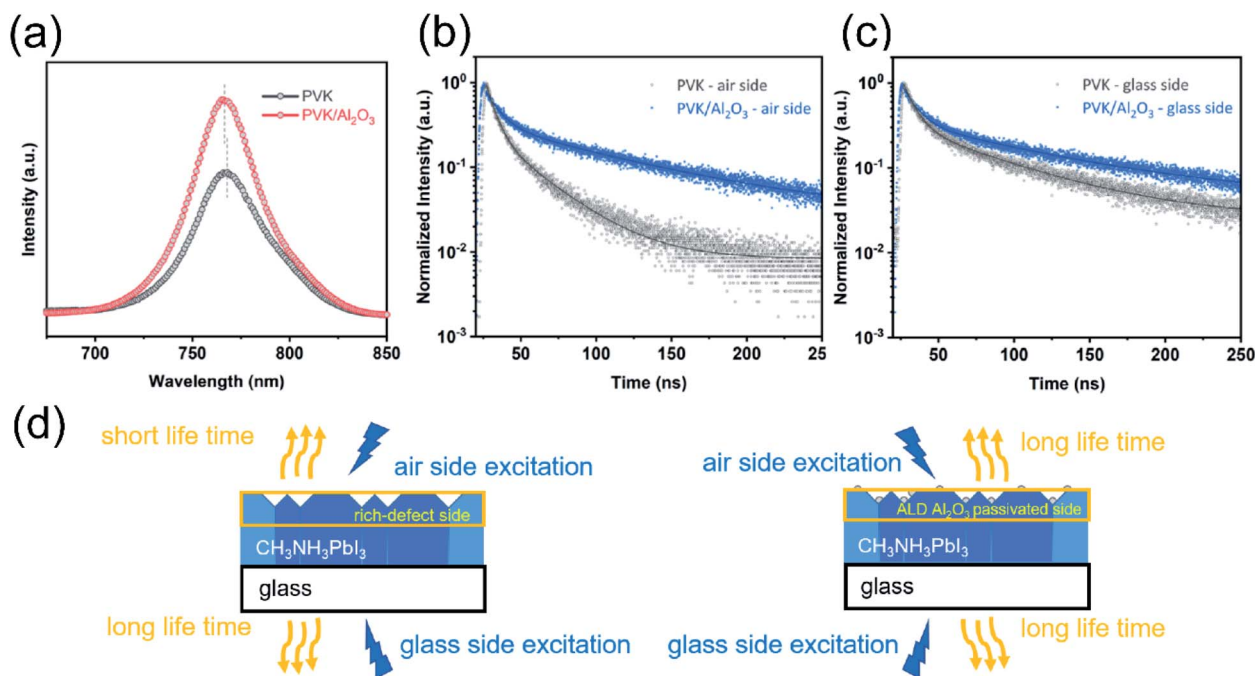 (a)
Intensity (a.u.)
PVK
PVK/Al₂O₃
700
750
800
850
Wavelength (nm)
(b)
Normalized Intensity (a.u.)
10⁰
10⁻¹
10⁻²
10⁻³
PVK - air side
PVK/Al₂O₃ - air side
50
100
150
200
25
Time (ns)
(c)
Normalized Intensity (a.u.)
10⁰
10⁻¹
10⁻²
10⁻³
PVK - glass side
PVK/Al₂O₃ - glass side
50
100
150
200
250
Time (ns)
(d)
short life time
air side excitation
rich-defect side
CH₃NH₃PbI₃
glass
long life time
glass side excitation
air side excitation
long life time
ALD Al₂O₃ passivated side
CH₃NH₃PbI₃
glass
glass side excitation
long life time